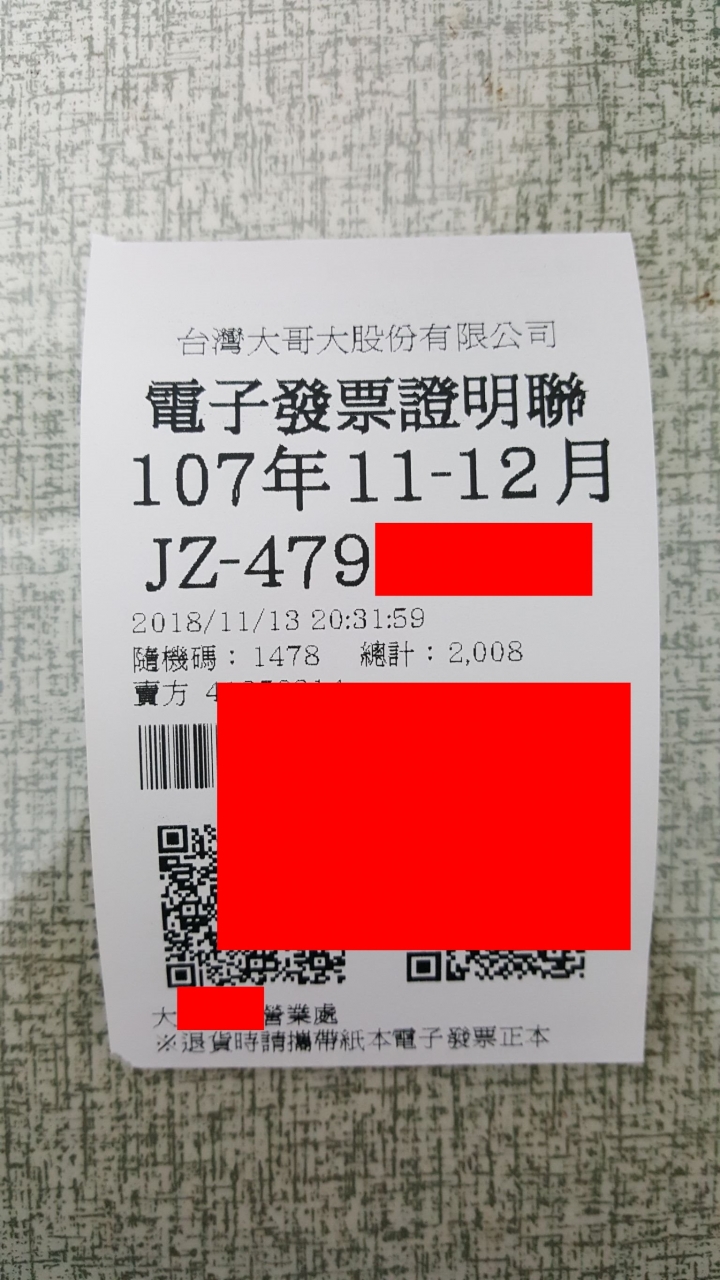 台灣大哥大股份有限公司
電子發票證明聯
107年11-12月
JZ-479
2018/11/13 20:31:59
隨機碼：1478 總計：2,008
賣方
大 營業處
※退貨時請攜帶紙本電子發票正本